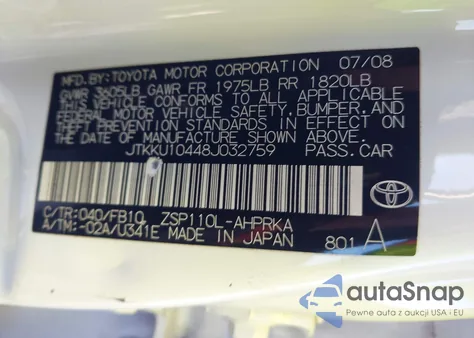 MFD.BY:TOYOTA MOTOR CORPORATION 07/08
GVWR 3605LB GAWR FR 1975LB RR 1820LB
THIS VEHICLE CONFORMS TO ALL APPLICABLE
FEDERAL MOTOR VEHICLE SAFETY,BUMPER,AND
THEFT PREVENTION STANDARDS IN EFFECT ON
THE DATE OF MANUFACTURE SHOWN ABOVE.
JTKKU10448J032759 PASS.CAR
C/TR:040/FB10 ZSP110L-AHPRKA
A/TM:-02A/U341E MADE IN JAPAN 801 A
TOYOTA
autoSnap
Pewne auta z aukcji USA i EU